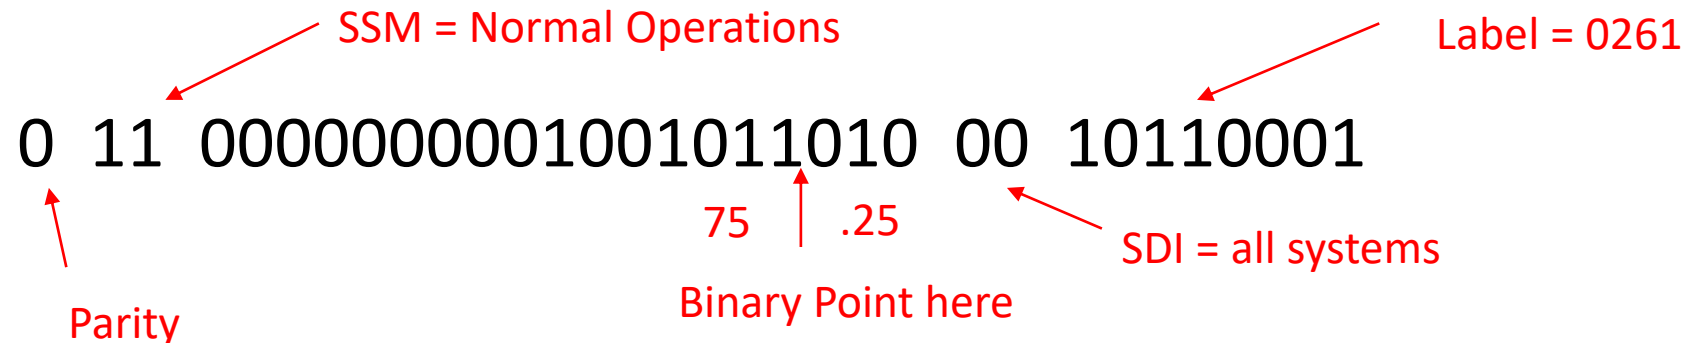 SSM = Normal Operations
Label = 0261
0 11 0000000001001011010 00 10110001
75 .25
SDI = all systems
Binary Point here
Parity